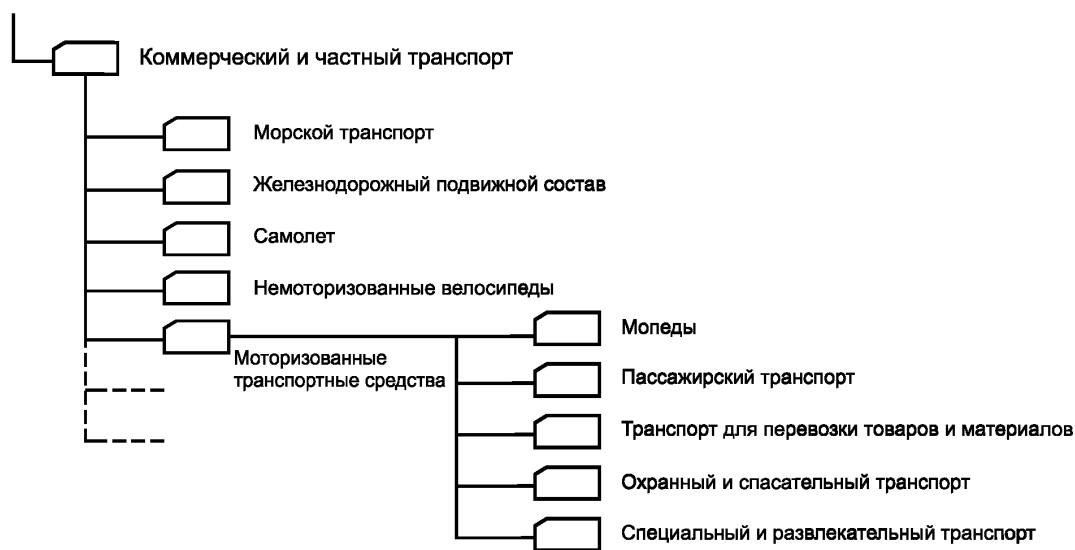 Коммерческий и частный транспорт
Морской транспорт
Железнодорожный подвижной состав
Самолет
Немоторизованные велосипеды
Моторизованные
транспортные средства
Мопеды
Пассажирский транспорт
Транспорт для перевозки товаров и материалов
Охранный и спасательный транспорт
Специальный и развлекательный транспорт